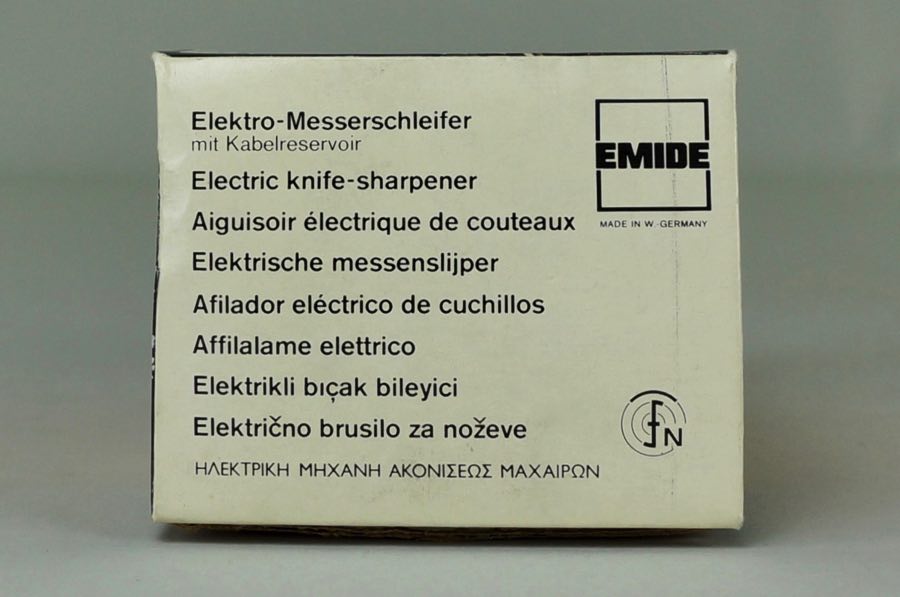 Elektro-Messerschleifer
mit Kabelreservoir
Electric knife-sharpener
Aiguisoir électrique de couteaux
Elektrische messenslijper
Afilador eléctrico de cuchillos
Affilalame elettrico
Elektrikli bıçak bileyici
Električno brusilo za noževe
ΗΛΕΚΤΡΙΚΗ ΜΗΧΑΝΗ ΑΚΟΝΙΣΕΩΣ ΜΑΧΑΙΡΩΝ
EMIDE
MADE IN W.-GERMANY
fN